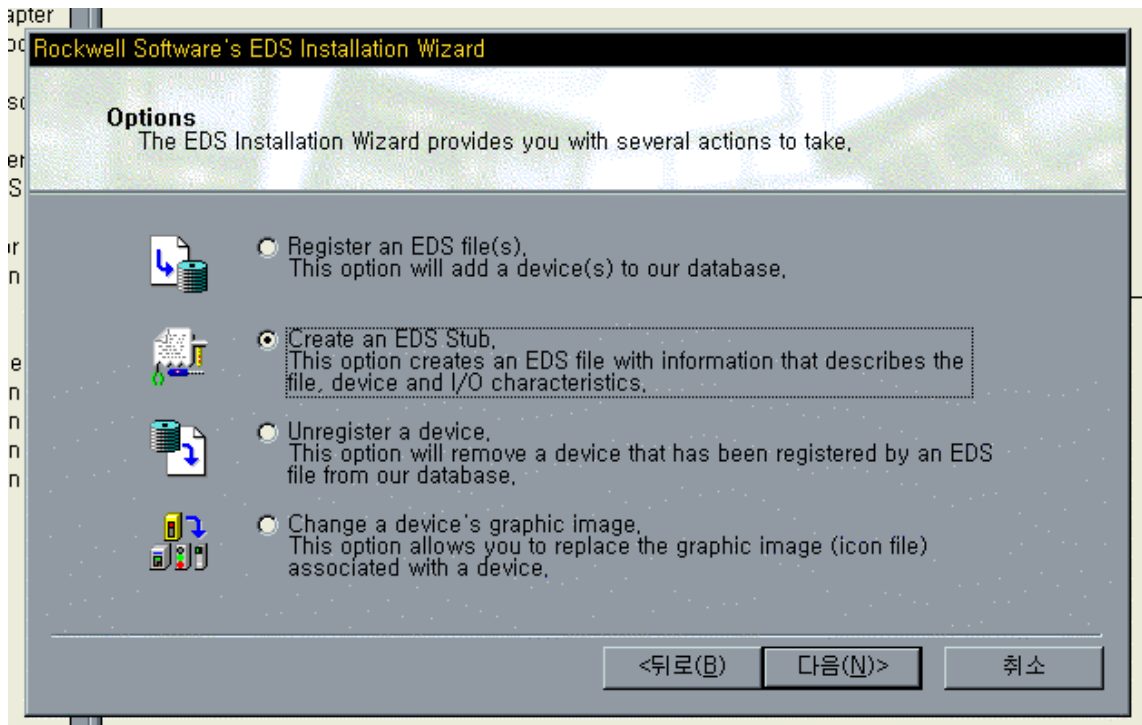 apter
Rockwell Software's EDS Installation Wizard
Options
The EDS Installation Wizard provides you with several actions to take,
Register an EDS file(s),
This option will add a device(s) to our database,
Create an EDS Stub,
This option creates an EDS file with information that describes the
file, device and I/O characteristics,
Unregister a device,
This option will remove a device that has been registered by an EDS
file from our database,
Change a device's graphic image,
This option allows you to replace the graphic image (icon file)
associated with a device,
<뒤로(B)
다음(N)>
취소